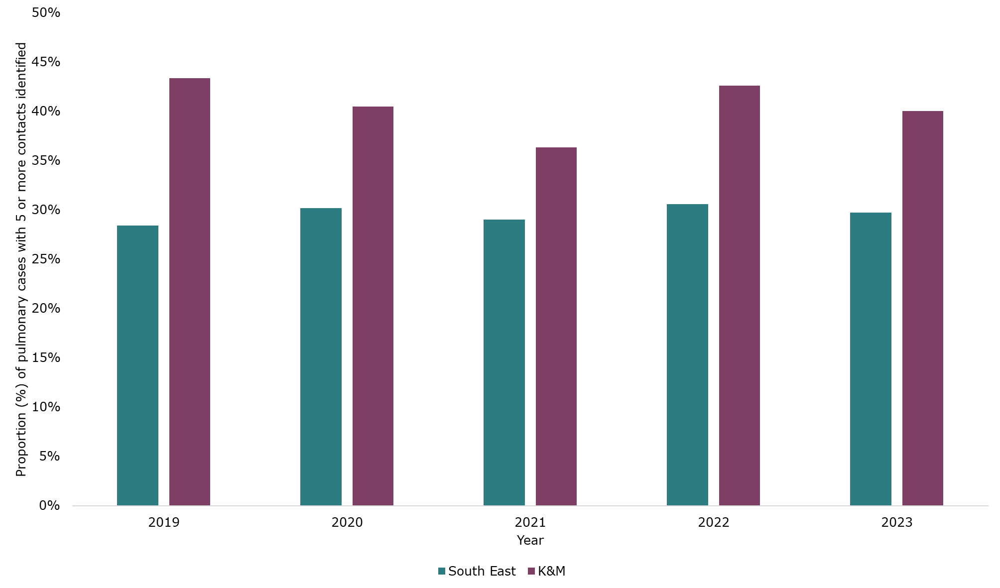 Proportion (%) of pulmonary cases with 5 or more contacts identified
50%
45%
40%
35%
30%
25%
20%
15%
10%
5%
0%
2019 2020 2021 2022 2023
Year
South East K&M